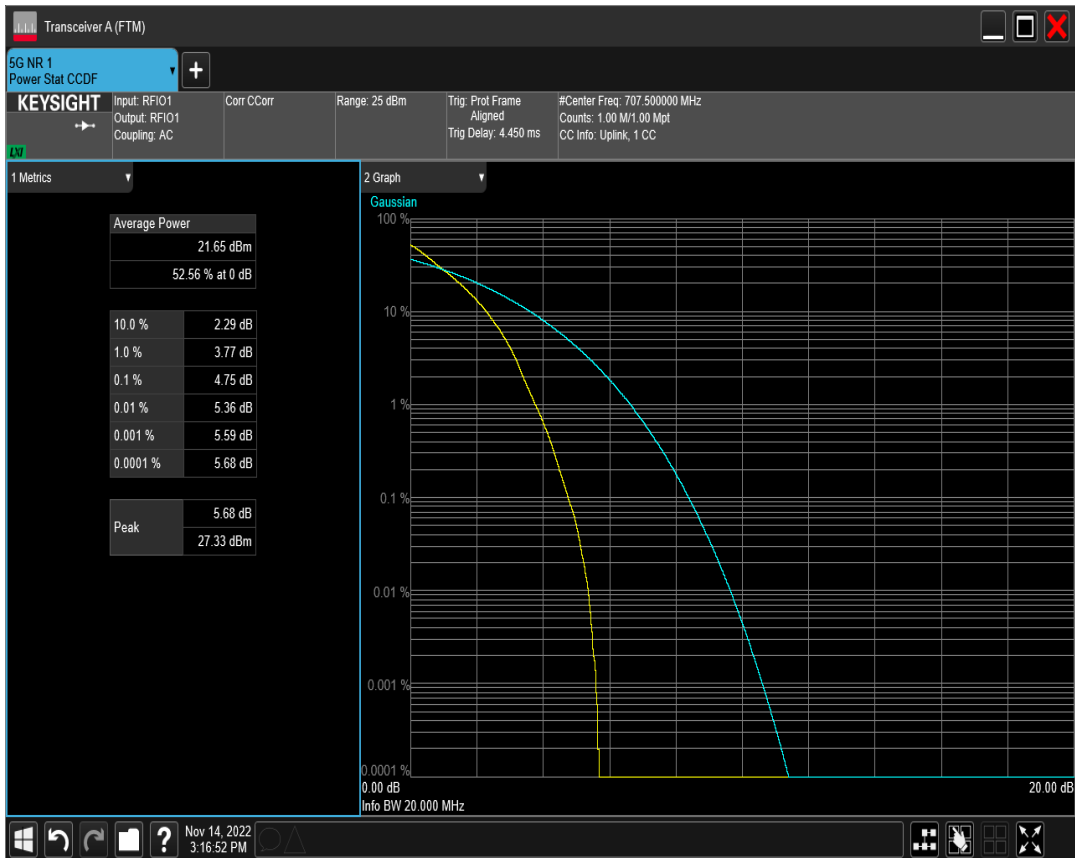 Transceiver A (FTM)
5G NR 1
Power Stat CCDF
+
KEYSIGHT
LXI
Input: RFIO1
Output: RFIO1
Coupling: AC
Corr CCorr
Range: 25 dBm
Trig: Prot Frame
Aligned
Trig Delay: 4.450 ms
#Center Freq: 707.500000 MHz
Counts: 1.00 M/1.00 Mpt
CC Info: Uplink, 1 CC
1 Metrics
Average Power
21.65 dBm
52.56 % at 0 dB
10.0 % 2.29 dB
1.0 % 3.77 dB
0.1 % 4.75 dB
0.01 % 5.36 dB
0.001 % 5.59 dB
0.0001 % 5.68 dB
Peak 5.68 dB
27.33 dBm
2 Graph
Gaussian
100 %
10 %
1 %
0.1 %
0.01 %
0.001 %
0.0001 %
0.00 dB 20.00 dB
Info BW 20.000 MHz
? Nov 14, 2022
3:16:52 PM